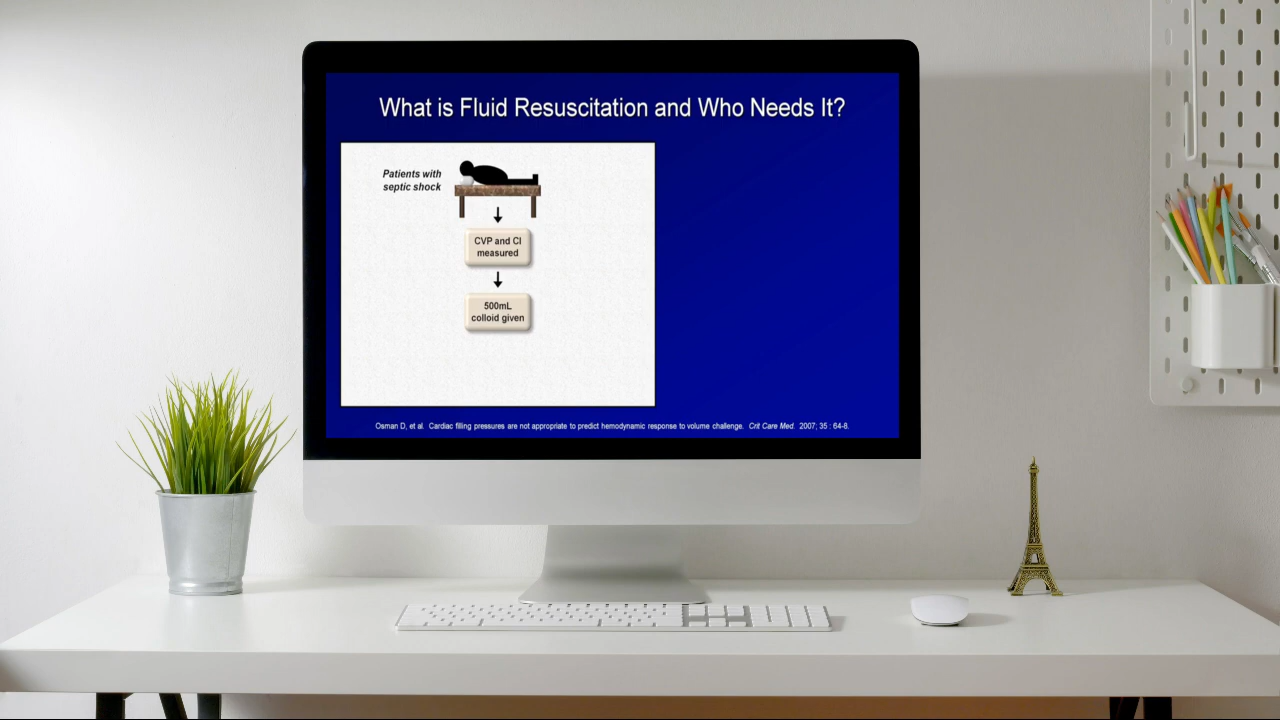 What is Fluid Resuscitation and Who Needs It?
Patients with
septic shock
CVP and CI
measured
500mL
colloid given
Osman D, et al. Cardiac filling pressures are not appropriate to predict hemodynamic response to volume challenge. Crit Care Med. 2007; 35 : 64-8.